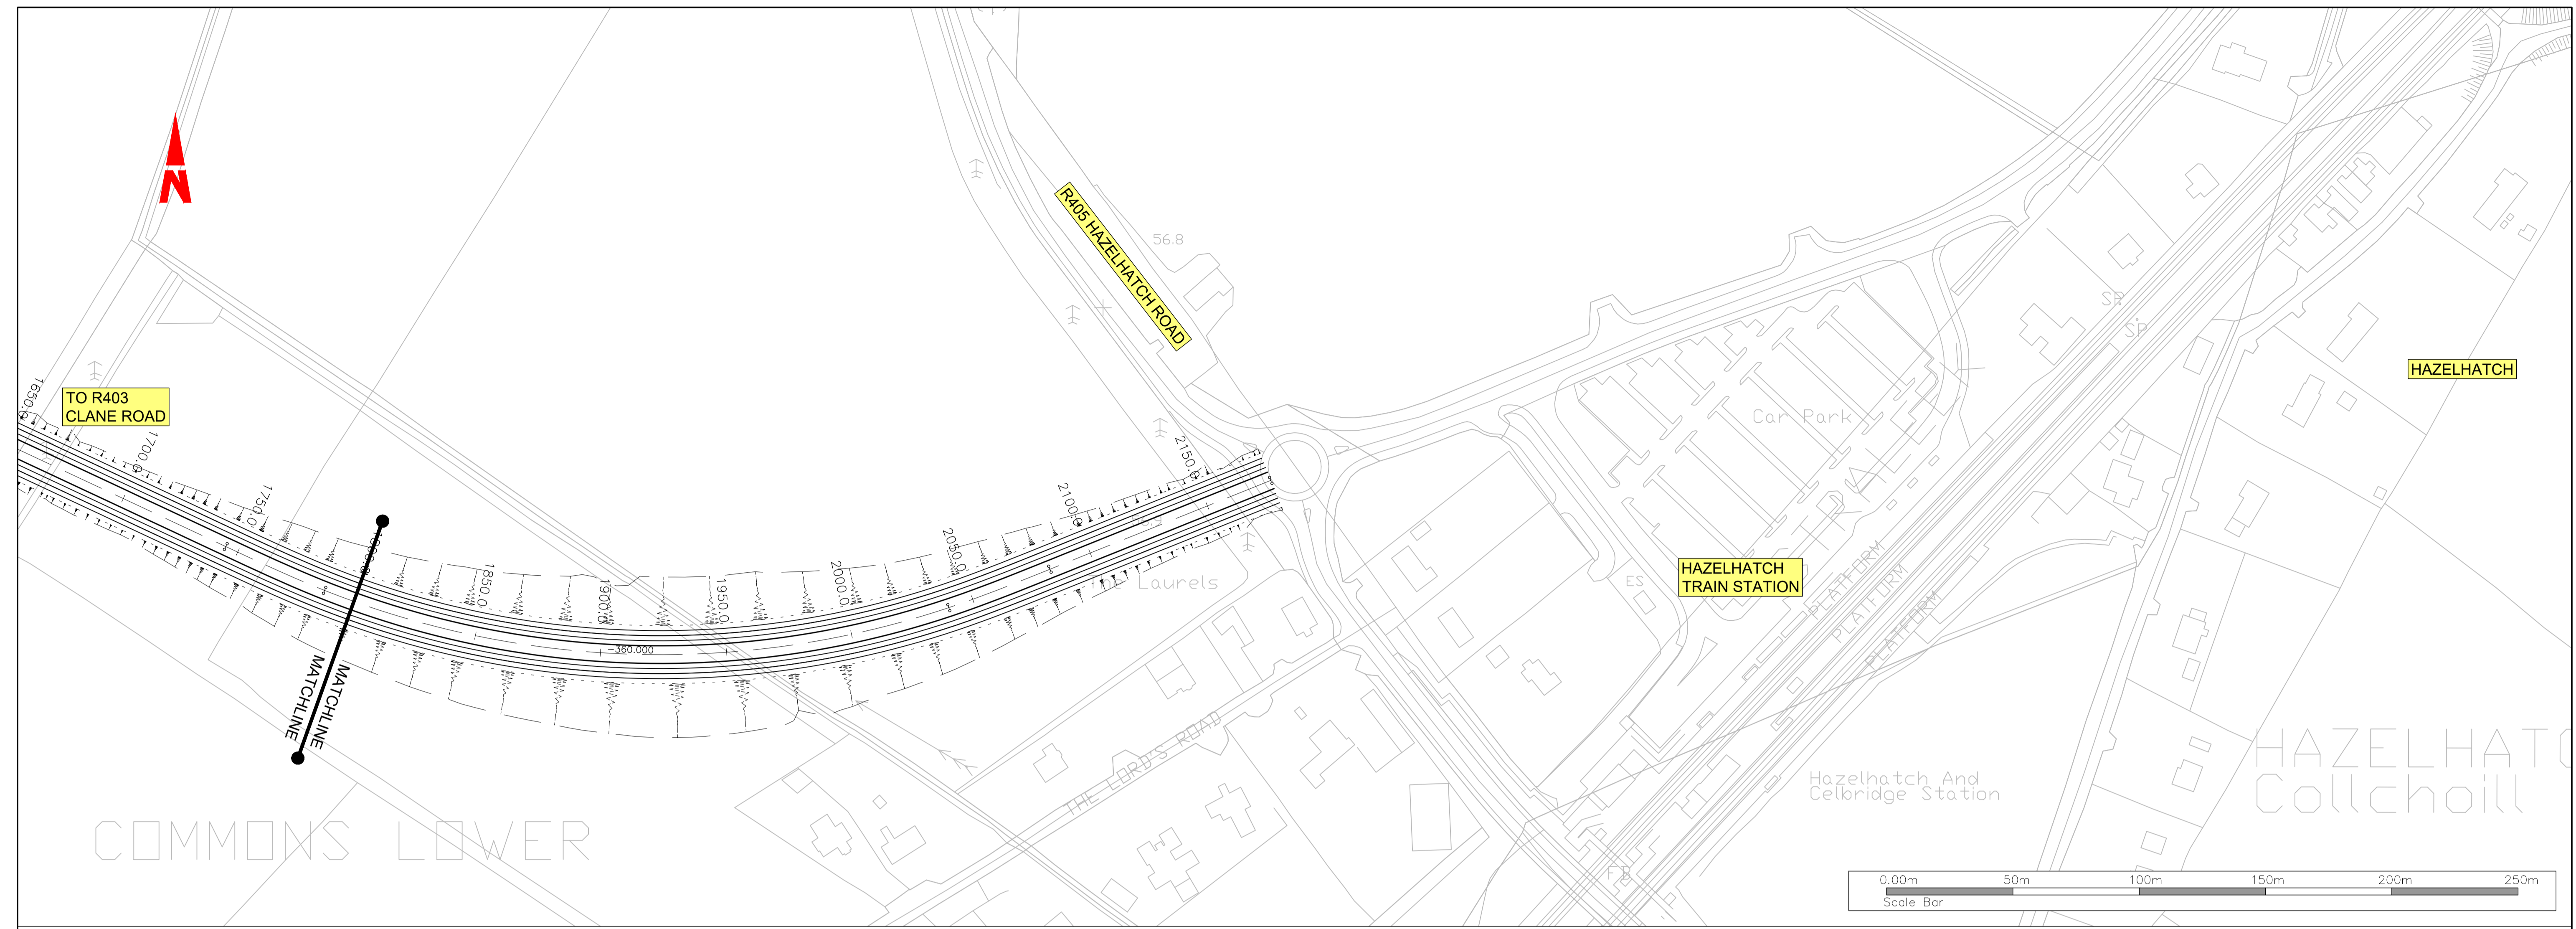 N
56.8
R405 HAZELHATCH ROAD
SR
SP
HAZELHATCH
TO R403
CLANE ROAD
1650.0
1700.0
1750.0
1850.0
1900.0
1950.0
2000.0
2050.0
2100.0
2150.0
-360.000
Car Park
Laurels
ES
HAZELHATCH
TRAIN STATION
PLATFORM
PLATFORM
PLATFORM
MATCHLINE
MATCHLINE
THE LORD'S ROAD
Hazelhatch And
Celbridge Station
HAZELHATC
Collchoill
COMMONS LOWER
FB
0.00m 50m 100m 150m 200m 250m
Scale Bar